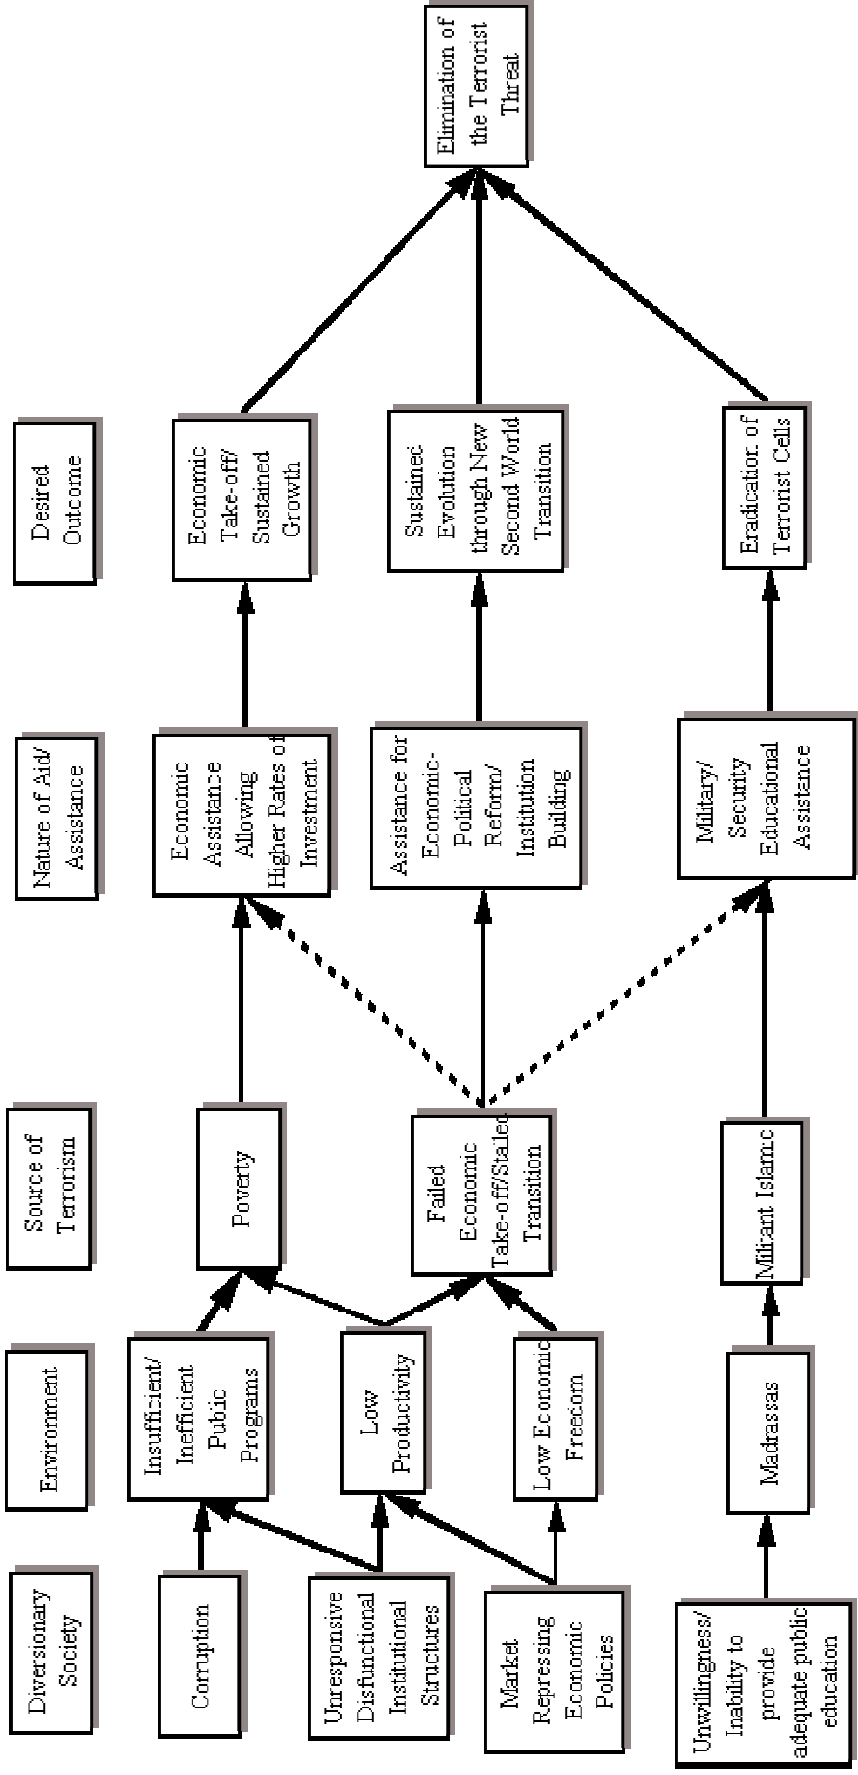 Diversionary
Society
Environment
Source of
Terrorism
Nature of Aid/
Assistance
Desired
Outcome
Corruption
Insufficient/
Inefficient
Public
Programs
Poverty
Economic
Assistance
Allowing
Higher Rates of
Investment
Economic
Take-off/
Sustained
Growth
Unresponsive
Disfunctional
Institutional
Structures
Low
Productivity
Failed
Economic
Take-off/Stalled
Transition
Assistance for
Economic-
Political
Reform/
Institution
Building
Sustained
Evolution
through New
Second World
Transition
Elimination of
the Terrorist
Threat
Market
Repressing
Economic
Policies
Low Economic
Freedom
Unwillingness/
Inability to
provide
adequate public
education
Madrassas
Militant Islamic
Military/
Security
Educational
Assistance
Eradication of
Terrorist Cells